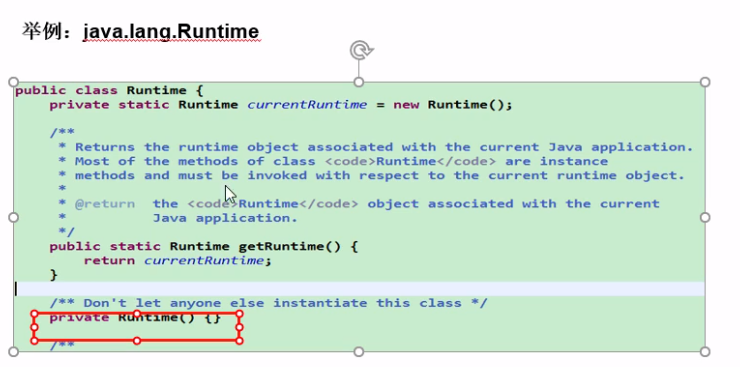 举例：java.lang.Runtime
public class Runtime {
    private static Runtime currentRuntime = new Runtime();
    /**
     * Returns the runtime object associated with the current Java application.
     * Most of the methods of class <code>Runtime</code> are instance
     * methods and must be invoked with respect to the current runtime object.
     *
     * @return  the <code>Runtime</code> object associated with the current
     *          Java application.
     */
    public static Runtime getRuntime() {
        return currentRuntime;
    }
    /** Don't let anyone else instantiate this class */
    private Runtime() {}
    /**